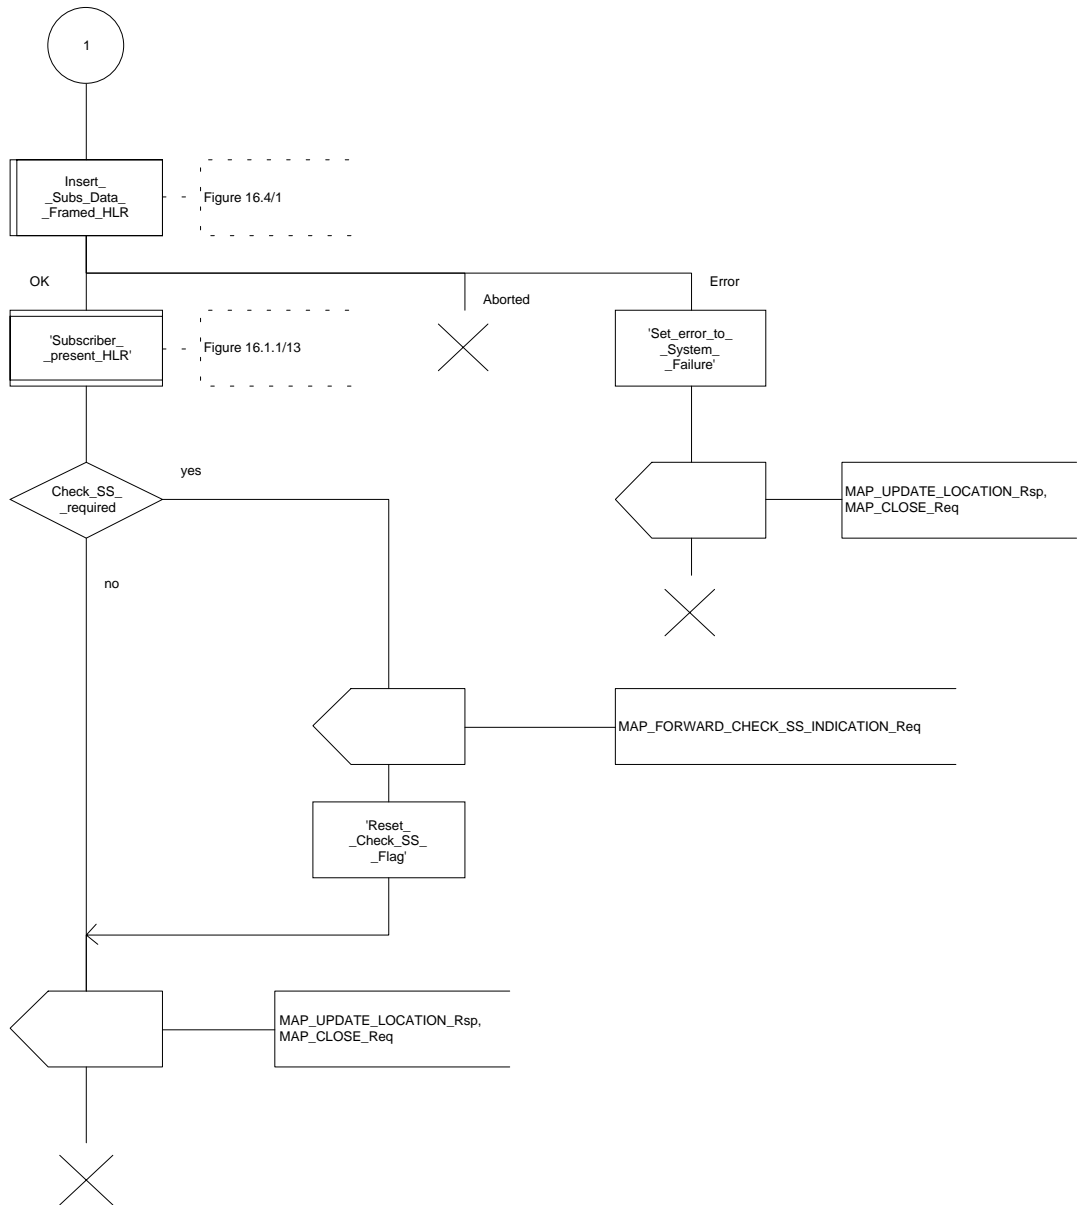 1
Insert_
_Subs_Data_
_Framed_HLR
Figure 16.4/1
OK
Aborted
Error
'Subscriber_
_present_HLR'
Figure 16.1.1/13
'Set_error_to_
_System_
_Failure'
yes
Check_SS_
_required
MAP_UPDATE_LOCATION_Rsp,
MAP_CLOSE_Req
no
MAP_FORWARD_CHECK_SS_INDICATION_Req
'Reset_
_Check_SS_
_Flag'
MAP_UPDATE_LOCATION_Rsp,
MAP_CLOSE_Req